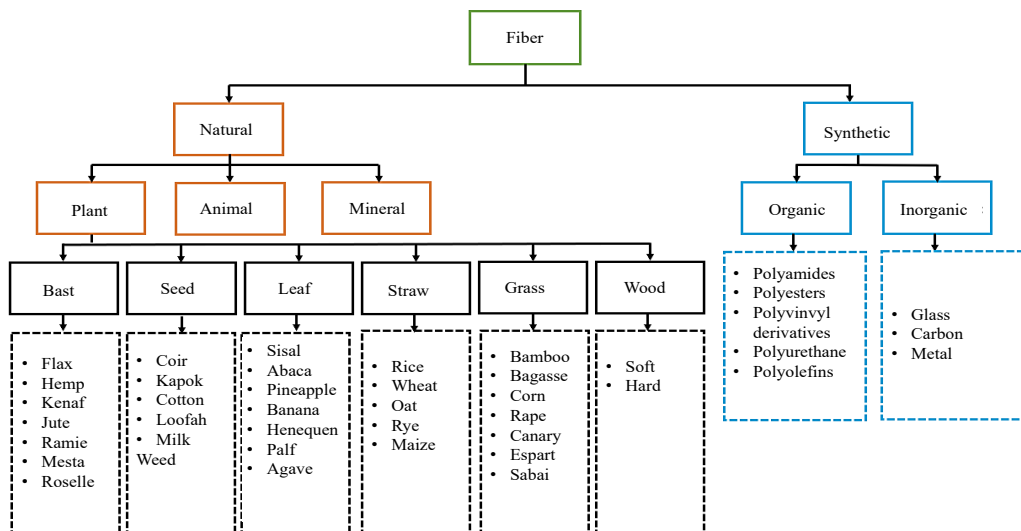 Fiber
Natural
Synthetic
Plant
Animal
Mineral
Organic
Inorganic :
Bast
Seed
Leaf
Straw
Grass
Wood
• Polyamides
• Polyesters
• Polyvinvyl
derivatives
• Polyurethane
• Polyolefins
• Glass
• Carbon
• Metal
• Flax
• Hemp
• Kenaf
• Jute
• Ramie
• Mesta
• Roselle
• Coir
• Kapok
• Cotton
• Loofah
• Milk
Weed
• Sisal
• Abaca
• Pineapple
• Banana
• Henequen
• Palf
• Agave
• Rice
• Wheat
• Oat
• Rye
• Maize
• Bamboo
• Bagasse
• Corn
• Rape
• Canary
• Espart
• Sabai
• Soft
• Hard